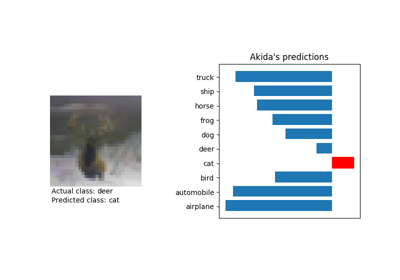 Akida's predictions
truck
ship
horse
frog
dog
deer
cat
bird
automobile
airplane
Actual class: deer
Predicted class: cat